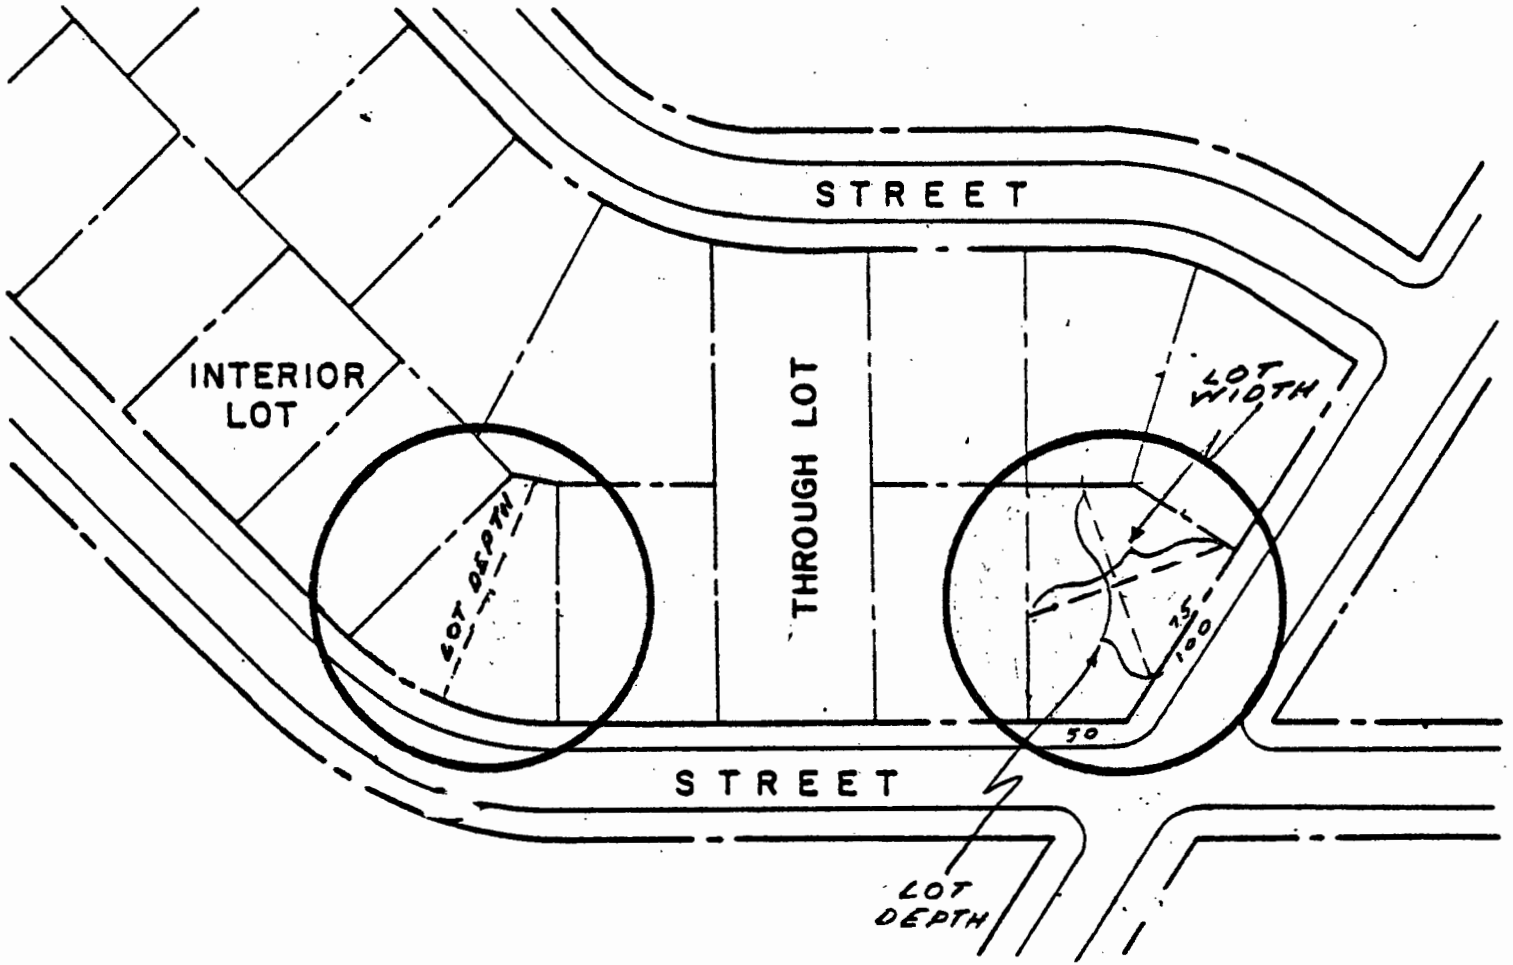 STREET
LOT
WIDTH
INTERIOR
LOT
THROUGH LOT
LOT DEPTH
75
100
50
STREET
LOT
DEPTH